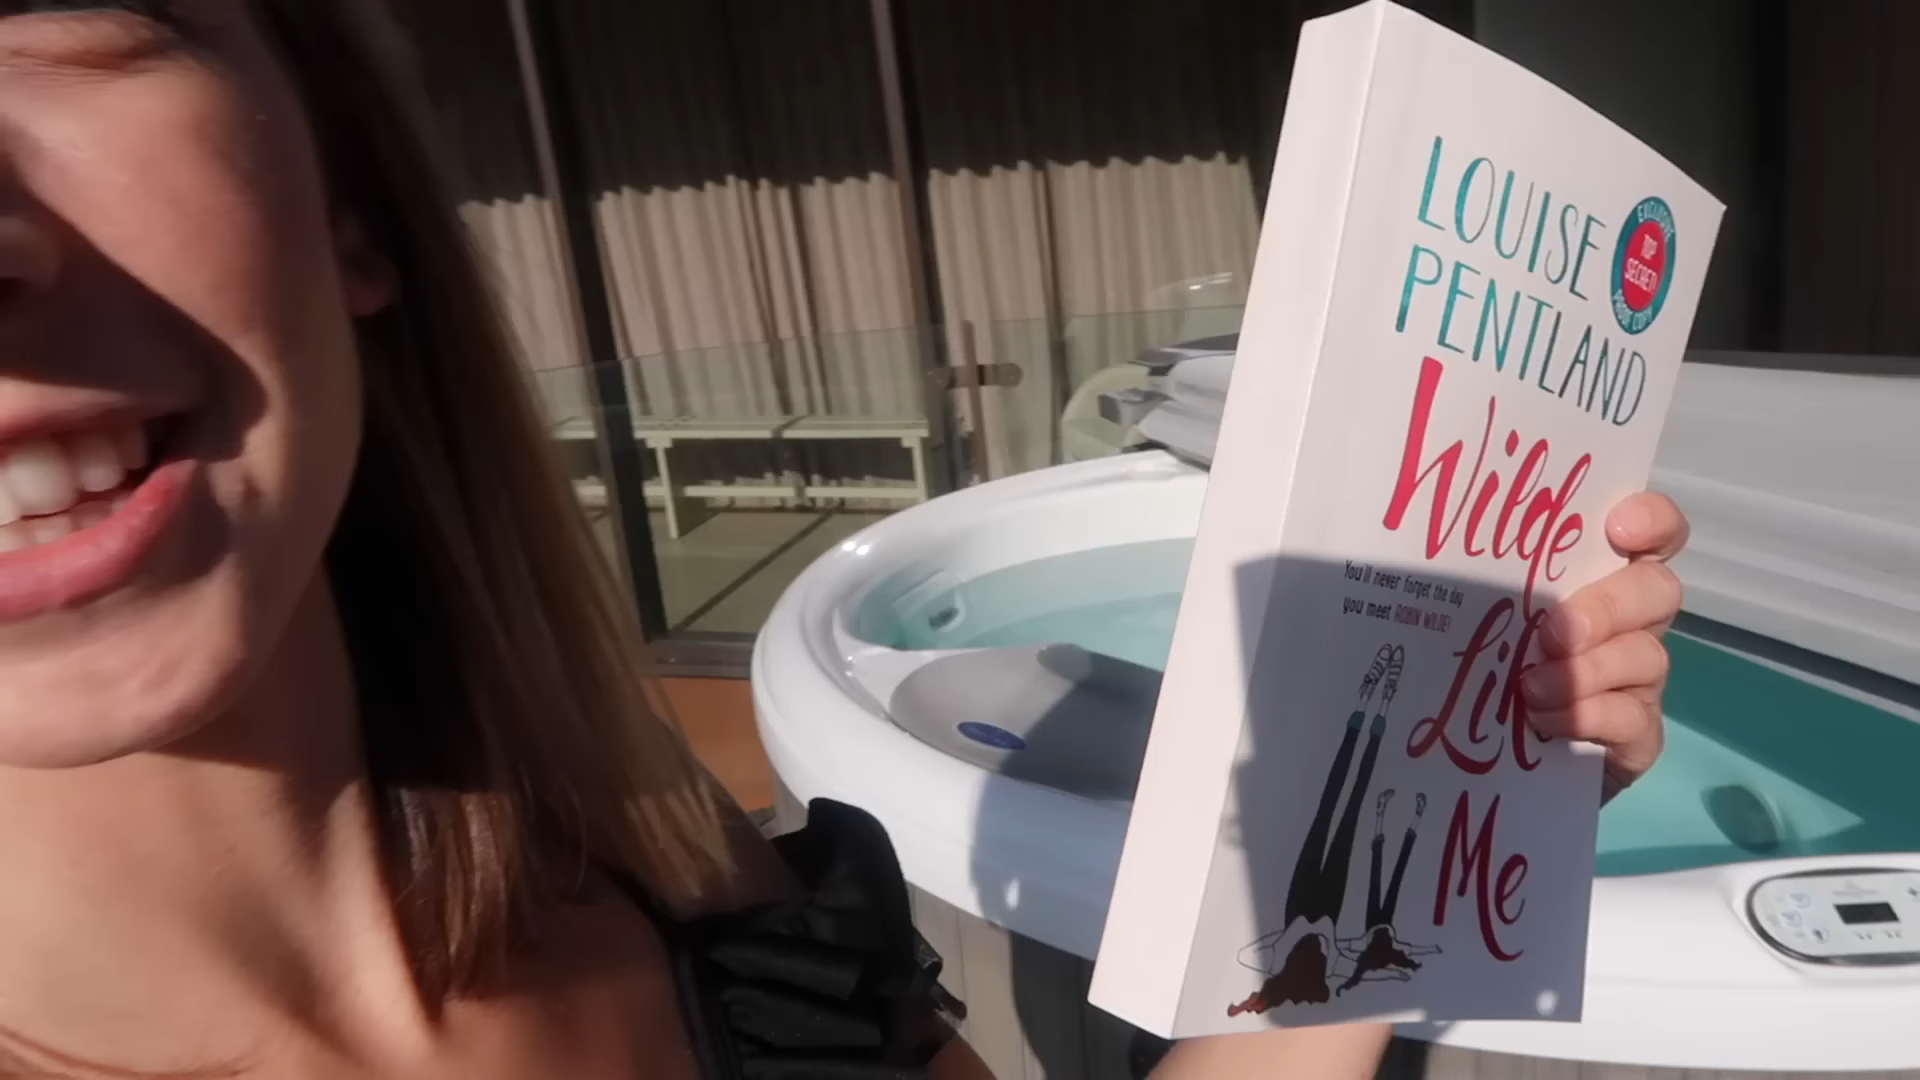 LOUISE
PENTLAND
EXCLUSIVE
TOP
SECRET
PROOF COPY
Wilde
You'll never forget the day
you meet ROBIN WILDE!
Like
Me